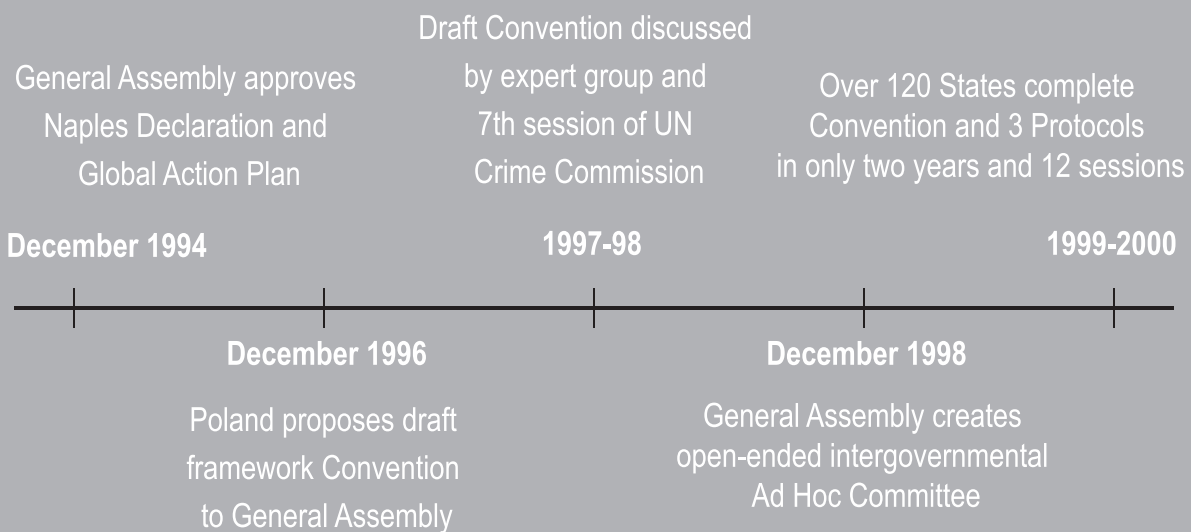 General Assembly approves
Naples Declaration and
Global Action Plan
December 1994
Draft Convention discussed
by expert group and
7th session of UN
Crime Commission
1997-98
Over 120 States complete
Convention and 3 Protocols
in only two years and 12 sessions
1999-2000
December 1996
Poland proposes draft
framework Convention
to General Assembly
December 1998
General Assembly creates
open-ended intergovernmental
Ad Hoc Committee